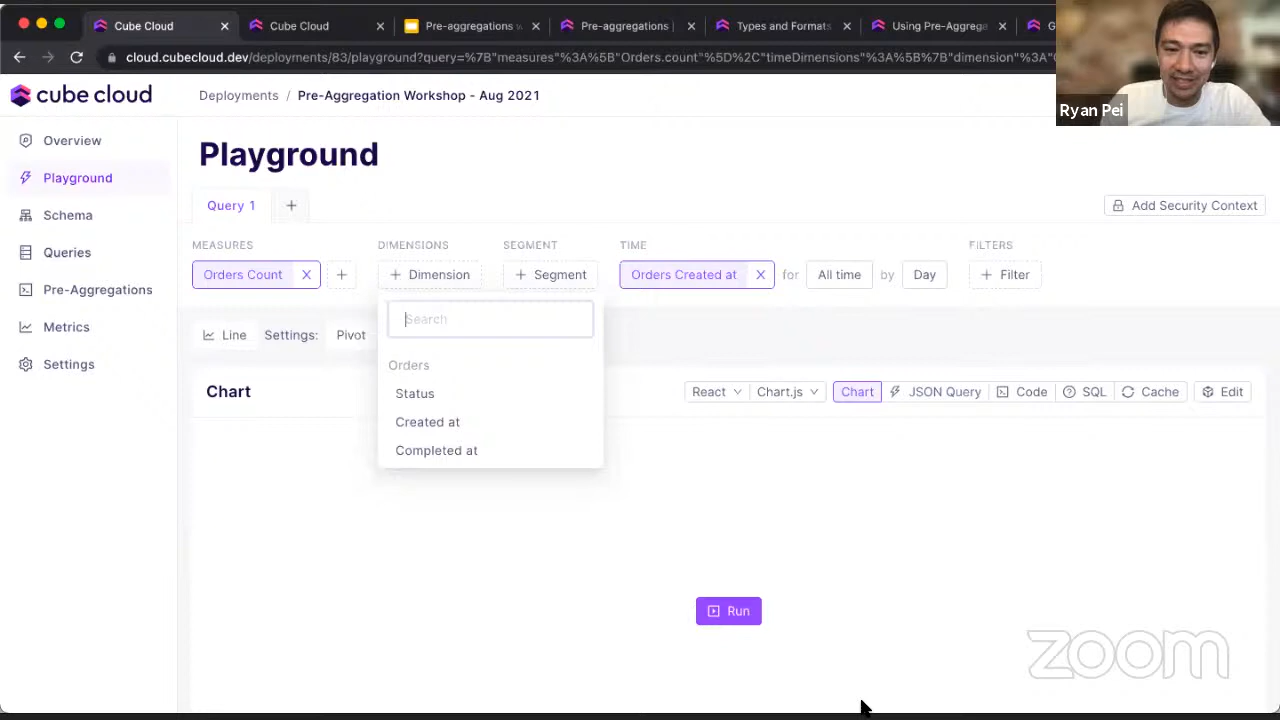 Cube Cloud
Cube Cloud
Pre-aggregations
Pre-aggregations
Types and Formats
Using Pre-Aggrega
cloud.cubecloud.dev/deployments/83/playground?query=%7B"measures"%3A%5B"Orders.count"%5D%2C"timeDimensions"%3A%5B%7B"dimension"%3A"
cube cloud
Deployments / Pre-Aggregation Workshop - Aug 2021
Ryan Pei
Overview
Playground
Schema
Queries
Pre-Aggregations
Metrics
Settings
Playground
Query 1 +
Add Security Context
MEASURES DIMENSIONS SEGMENT TIME FILTERS
Orders Count × + + Dimension + Segment Orders Created at × for All time by Day + Filter
Search
Line Settings: Pivot
Orders
Status
Created at
Completed at
Chart
React Chart.js Chart JSON Query Code SQL Cache Edit
Run
zoom